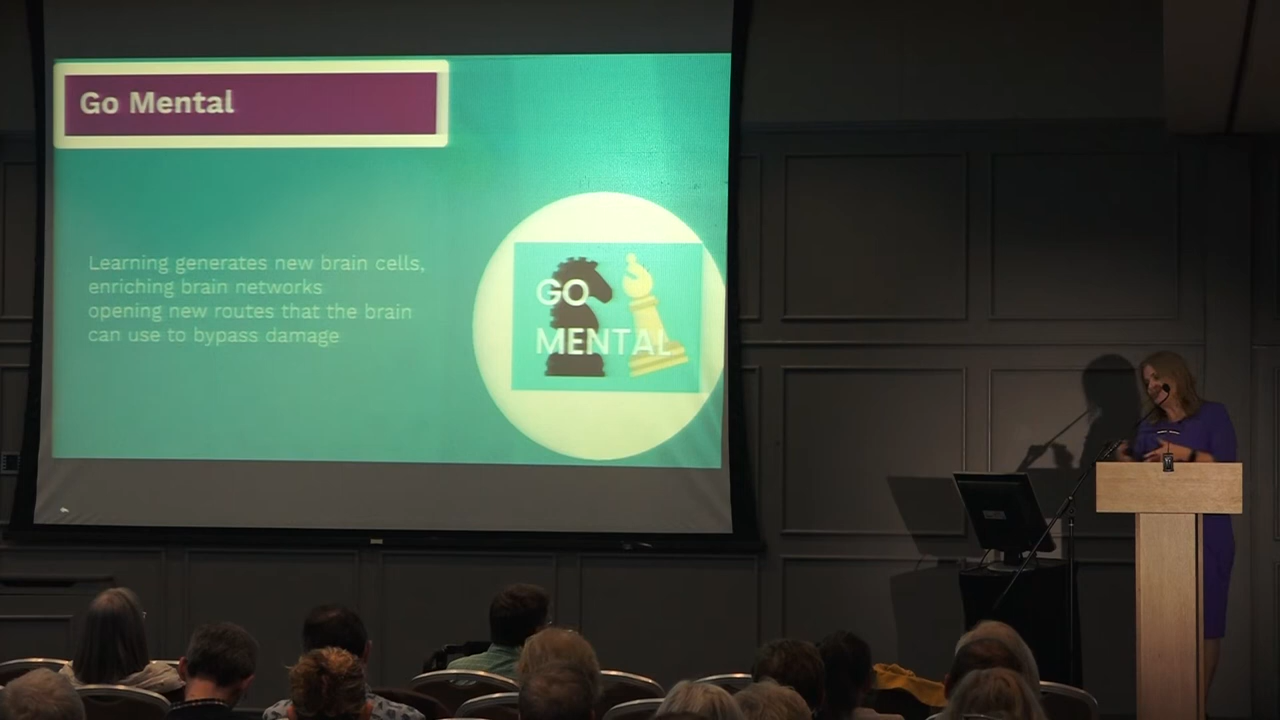 Go Mental
Learning generates new brain cells,
enriching brain networks
opening new routes that the brain
can use to bypass damage
GO
MENTAL